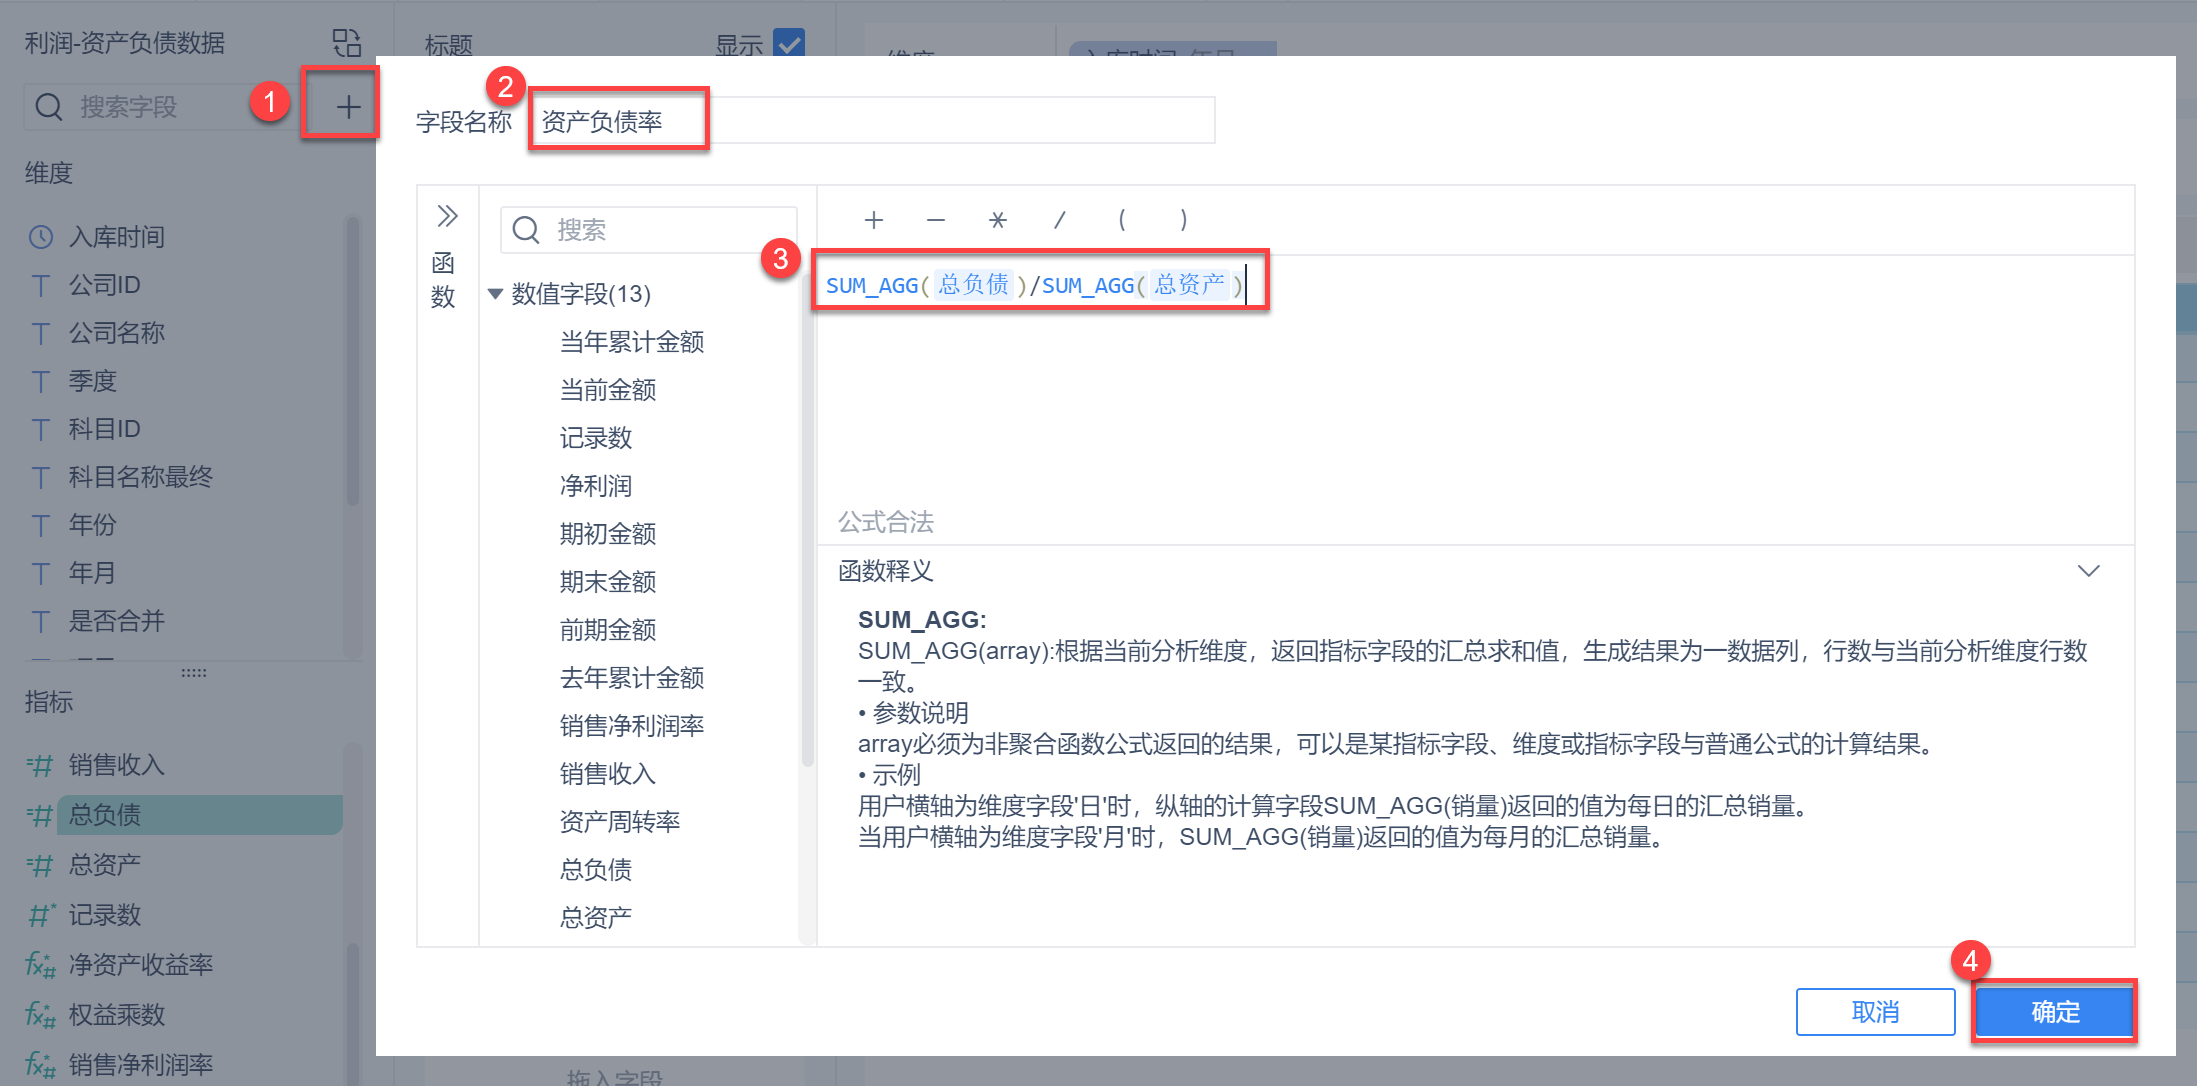 利润-资产负债数据
标题
显示
1
搜索字段
+
2
字段名称
资产负债率
维度
入库时间
公司ID
公司名称
季度
科目ID
科目名称最终
年份
年月
是否合并
指标
销售收入
总负债
总资产
记录数
净资产收益率
权益乘数
销售净利润率
函数
搜索
数值字段(13)
当年累计金额
当前金额
记录数
净利润
期初金额
期末金额
前期金额
去年累计金额
销售净利润率
销售收入
资产周转率
总负债
总资产
+ - * / ( )
3
SUM_AGG(总负债)/SUM_AGG(总资产)
公式合法
函数释义
SUM_AGG:
SUM_AGG(array):根据当前分析维度，返回指标字段的汇总求和值，生成结果为一数据列，行数与当前分析维度行数
一致。
• 参数说明
array必须为非聚合函数公式返回的结果，可以是某指标字段、维度或指标字段与普通公式的计算结果。
• 示例
用户横轴为维度字段'日'时，纵轴的计算字段SUM_AGG(销量)返回的值为每日的汇总销量。
当用户横轴为维度字段'月'时，SUM_AGG(销量)返回的值为每月的汇总销量。
4
取消
确定
拖入字段